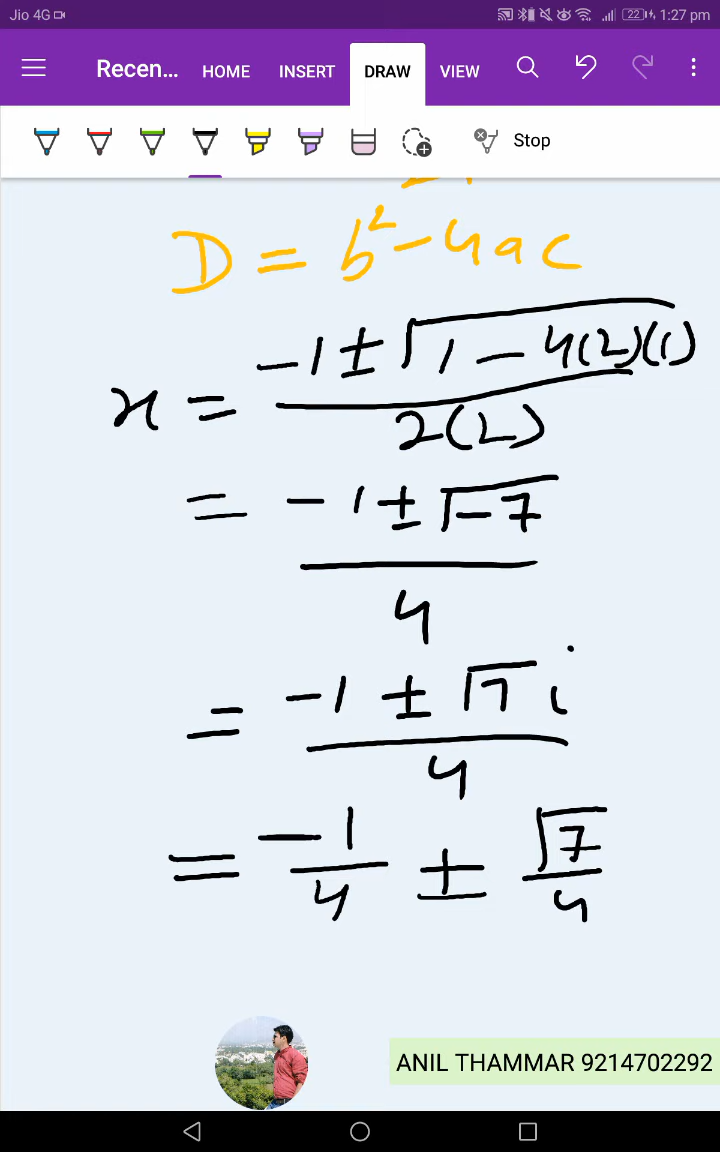 Jio 4G 22 1:27 pm
Recen... HOME INSERT DRAW VIEW
Stop
D = b² - 4ac
x = (-1 ± √(1 - 4(2)(1))) / 2(2)
= (-1 ± √-7) / 4
= (-1 ± √7 i) / 4
= -1/4 ± √7/4
ANIL THAMMAR 9214702292